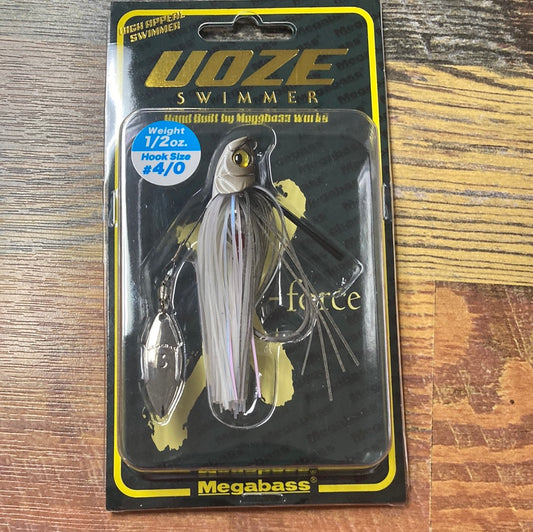 HIGH APPEAL
SWIMMER
UOZE
SWIMMER
Hand Built by Megabass Works
Weight
1/2oz.
Hook Size
#4/0
-force
Megabass®